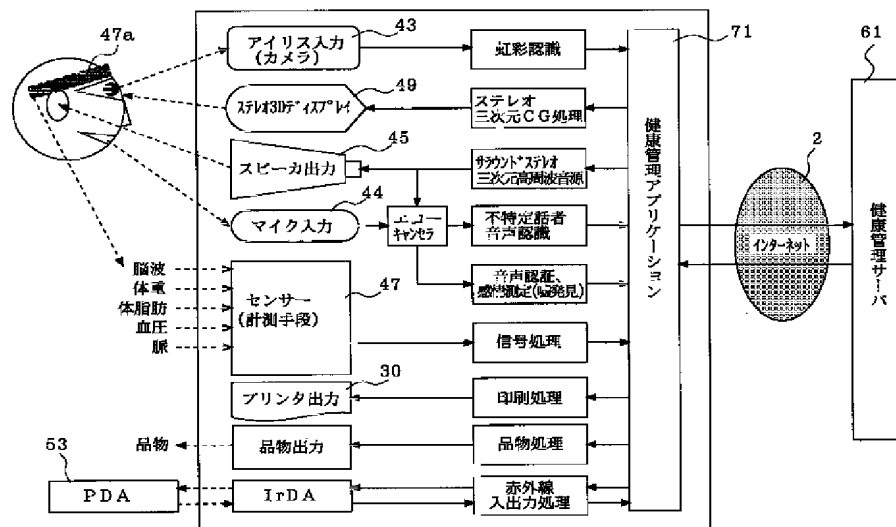 47a
43
アイリス入力
(カメラ)
虹彩認識
71
61
49
ステレオ3Dディスプレイ
ステレオ
三次元CG処理
45
スピーカ出力
サラウンドステレオ
三次元高周波音源
2
44
マイク入力
エコー
キャンセラ
不特定話者
音声認識
健康管理アプリケーション
インターネット
健康管理サーバ
脳波
体重
体脂肪
血圧
脈
センサー
(計測手段)
47
音声認証、
感情測定(嘘発見)
信号処理
30
プリンタ出力
印刷処理
品物
品物出力
品物処理
53
PDA
IrDA
赤外線
入出力処理